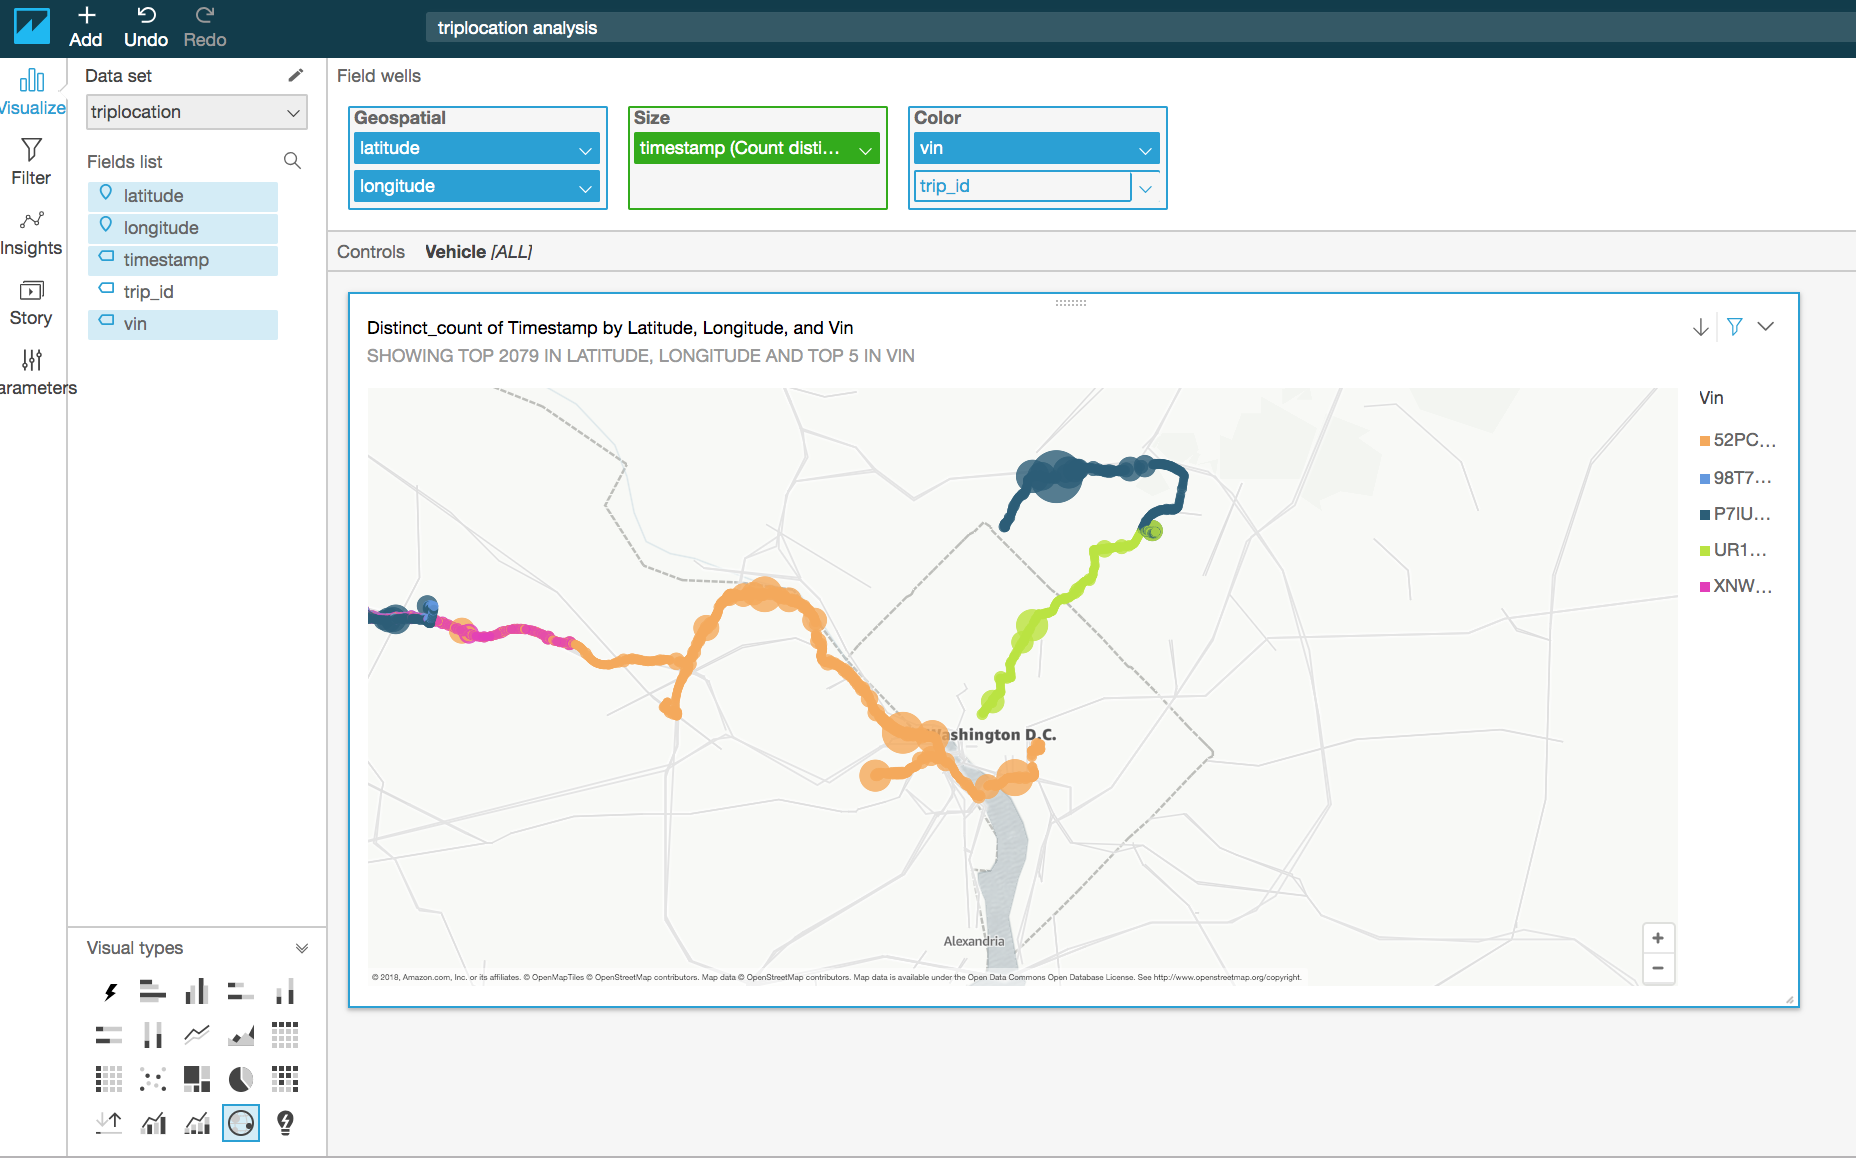 Add
Undo
Redo
triplocation analysis
Visualize
Filter
Insights
Story
arameters
Data set
triplocation
Fields list
latitude
longitude
timestamp
trip_id
vin
Visual types
Field wells
Geospatial
latitude
longitude
Size
timestamp (Count disti...
Color
vin
trip_id
Controls Vehicle [ALL]
Distinct_count of Timestamp by Latitude, Longitude, and Vin
SHOWING TOP 2079 IN LATITUDE, LONGITUDE AND TOP 5 IN VIN
Washington D.C.
Alexandria
© 2018, Amazon.com, Inc. or its affiliates. © OpenMapTiles © OpenStreetMap contributors. Map data © OpenStreetMap contributors. Map data is available under the Open Data Commons Open Database License. See http://www.openstreetmap.org/copyright.
+
−
Vin
52PC...
98T7...
P7IU...
UR1...
XNW...